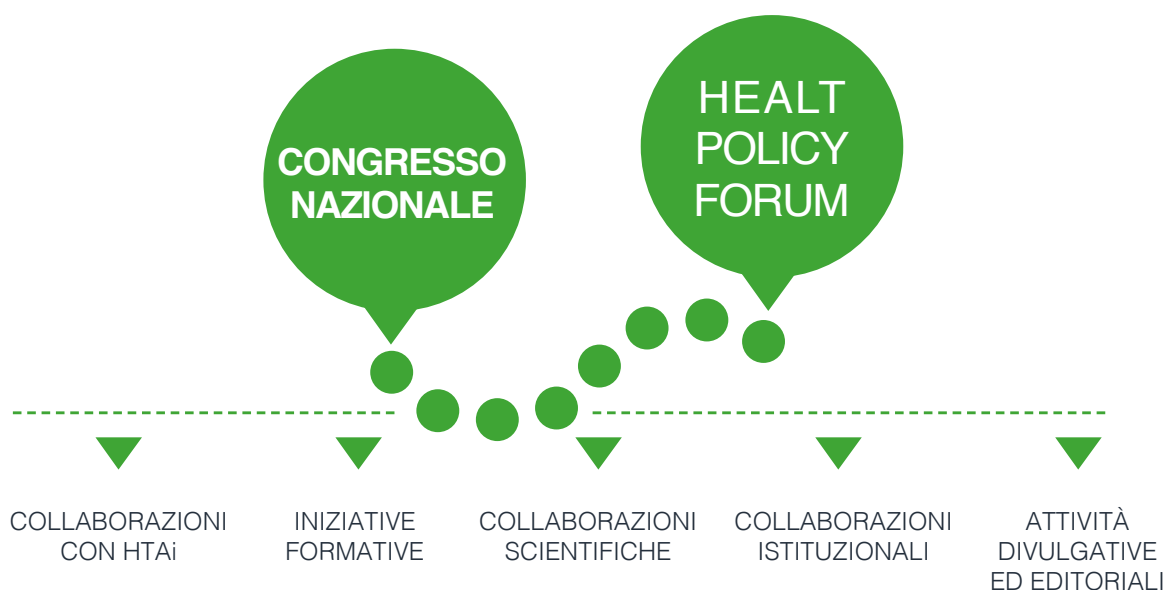 CONGRESSO
NAZIONALE
HEALT
POLICY
FORUM
COLLABORAZIONI
CON HTAi
INIZIATIVE
FORMATIVE
COLLABORAZIONI
SCIENTIFICHE
COLLABORAZIONI
ISTITUZIONALI
ATTIVITÀ
DIVULGATIVE
ED EDITORIALI